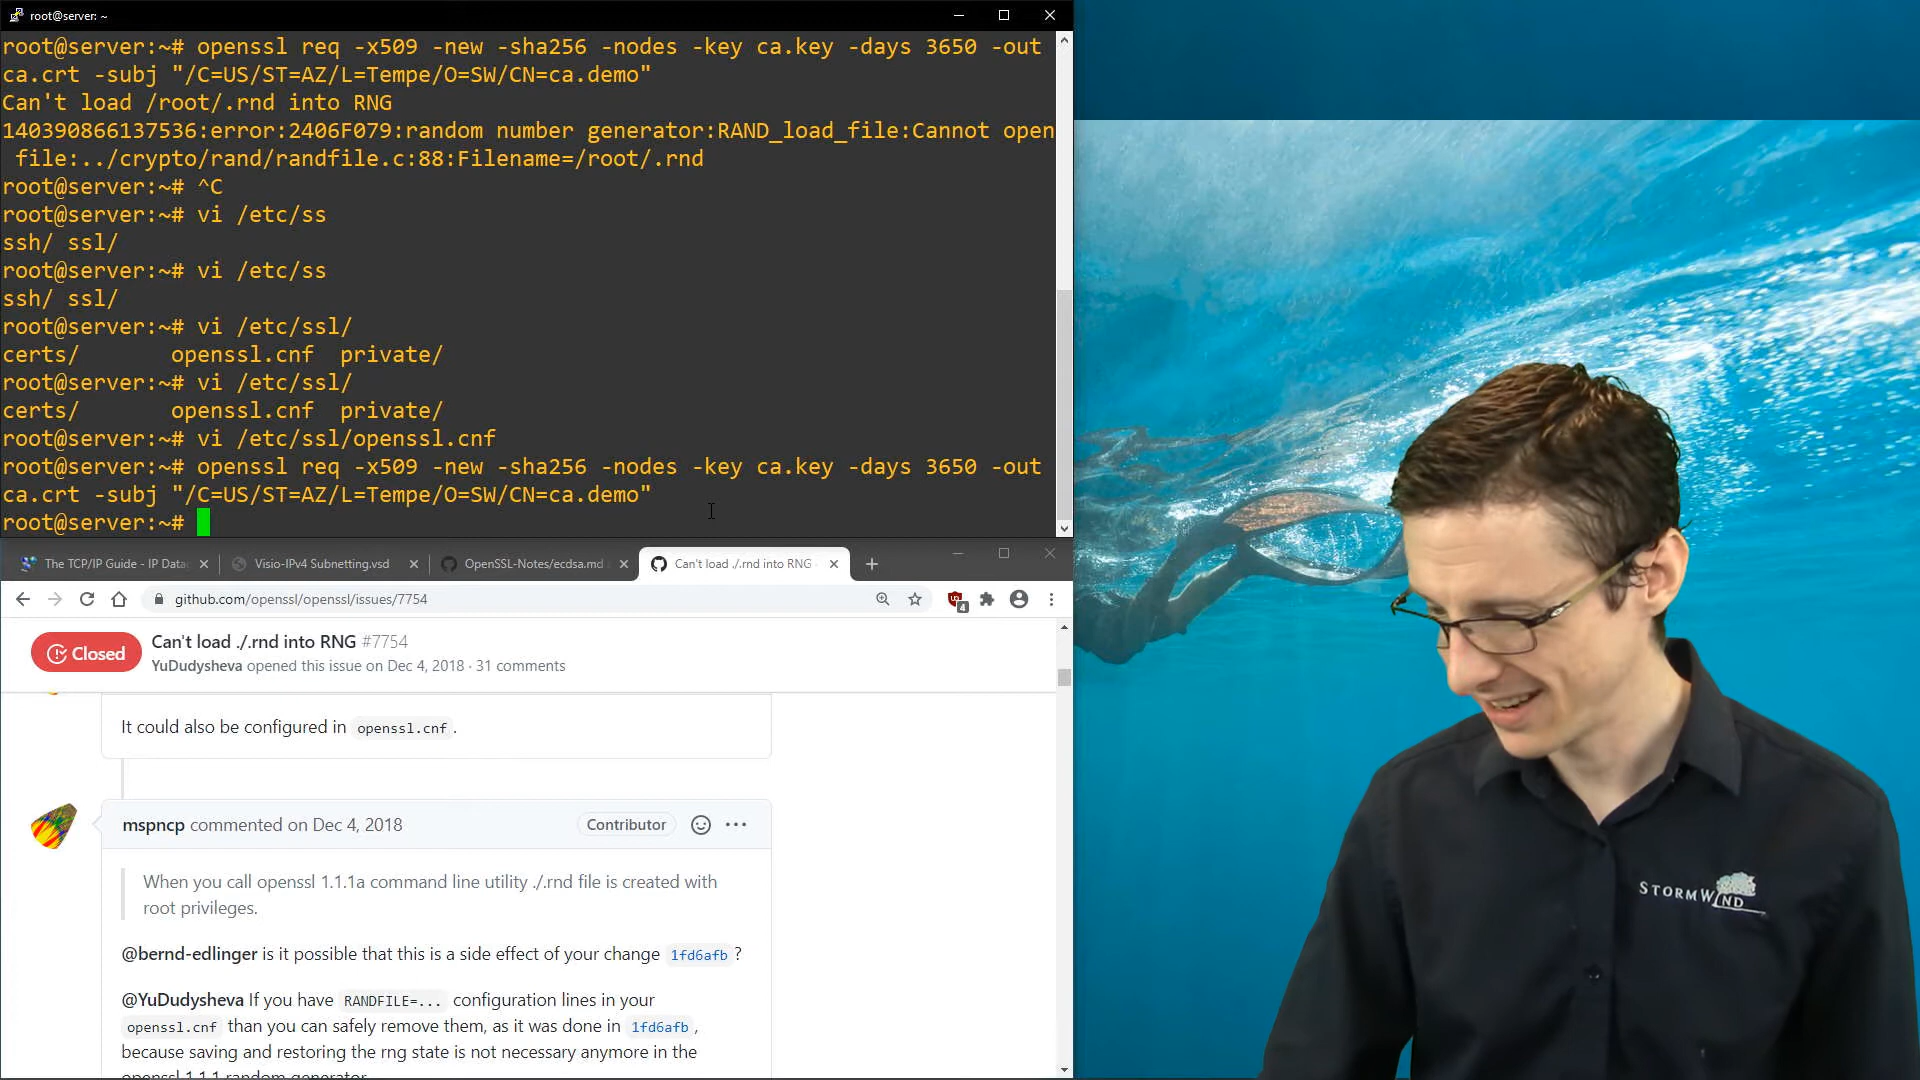 root@server: ~
root@server:~# openssl req -x509 -new -sha256 -nodes -key ca.key -days 3650 -out
ca.crt -subj "/C=US/ST=AZ/L=Tempe/O=SW/CN=ca.demo"
Can't load /root/.rnd into RNG
140390866137536:error:2406F079:random number generator:RAND_load_file:Cannot open
file:../crypto/rand/randfile.c:88:Filename=/root/.rnd
root@server:~# ^C
root@server:~# vi /etc/ss
ssh/ ssl/
root@server:~# vi /etc/ss
ssh/ ssl/
root@server:~# vi /etc/ssl/
certs/ openssl.cnf private/
root@server:~# vi /etc/ssl/
certs/ openssl.cnf private/
root@server:~# vi /etc/ssl/openssl.cnf
root@server:~# openssl req -x509 -new -sha256 -nodes -key ca.key -days 3650 -out
ca.crt -subj "/C=US/ST=AZ/L=Tempe/O=SW/CN=ca.demo"
root@server:~#
The TCP/IP Guide - IP Data Visio-IPv4 Subnetting.vsd OpenSSL-Notes/ecdsa.md Can't load ./.rnd into RNG
github.com/openssl/openssl/issues/7754 4
Closed Can't load ./.rnd into RNG #7754
YuDudysheva opened this issue on Dec 4, 2018 · 31 comments
It could also be configured in openssl.cnf.
mspncp commented on Dec 4, 2018 Contributor
When you call openssl 1.1.1a command line utility ./.rnd file is created with
root privileges.
@bernd-edlinger is it possible that this is a side effect of your change 1fd6afb ?
@YuDudysheva If you have RANDFILE=... configuration lines in your
openssl.cnf than you can safely remove them, as it was done in 1fd6afb ,
because saving and restoring the rng state is not necessary anymore in the
openssl 1.1.1 random generator.
STORMWIND